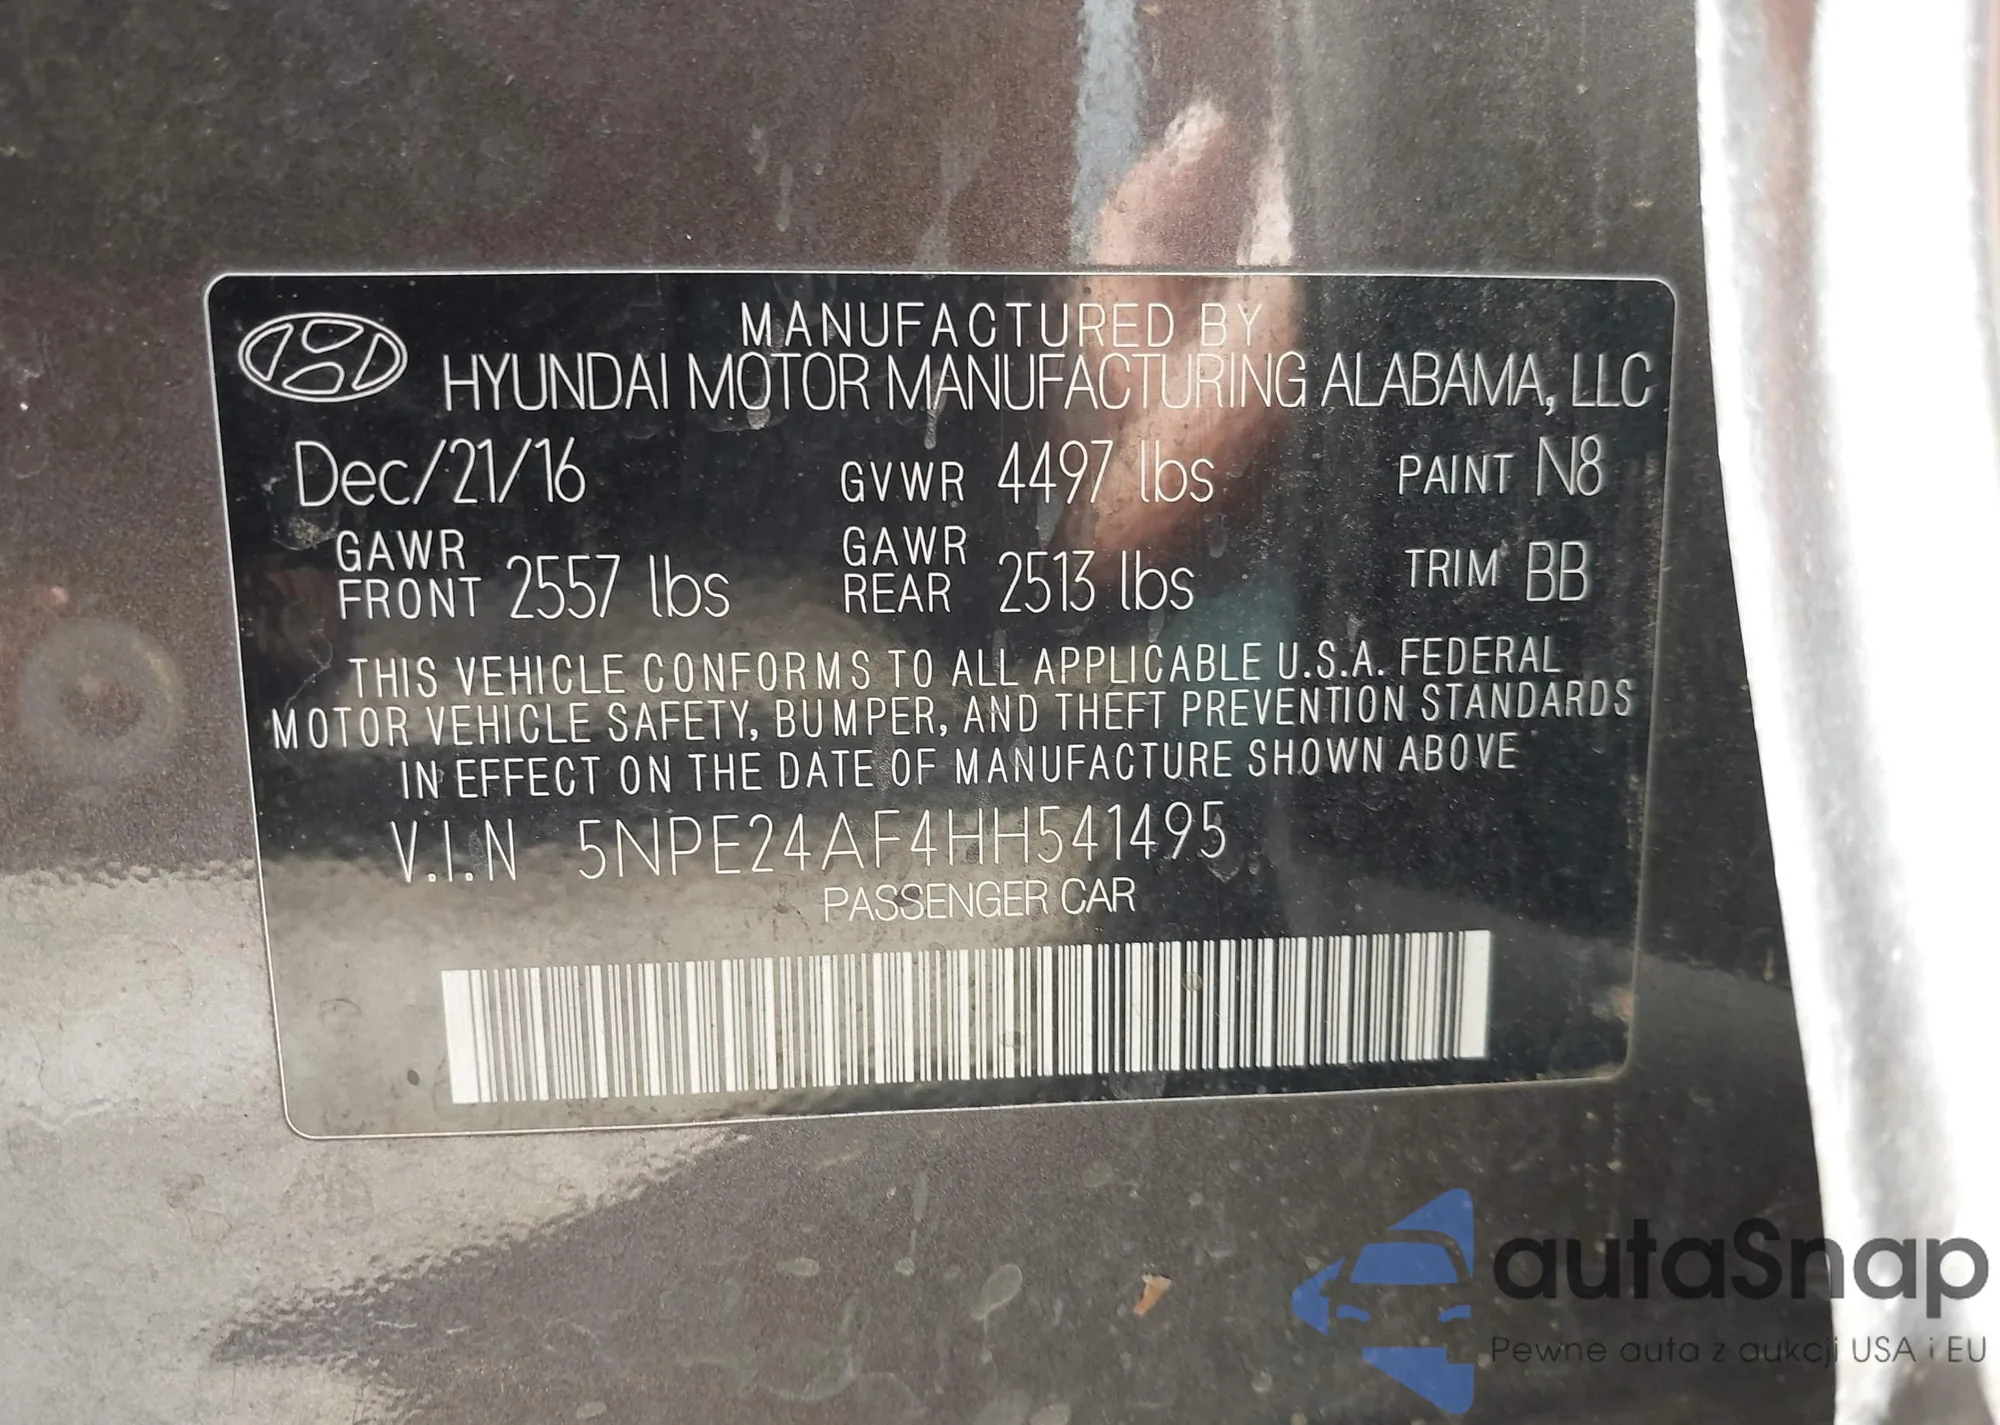 MANUFACTURED BY
HYUNDAI MOTOR MANUFACTURING ALABAMA, LLC
Dec/21/16 GVWR 4497 lbs PAINT N8
GAWR FRONT 2557 lbs GAWR REAR 2513 lbs TRIM BB
THIS VEHICLE CONFORMS TO ALL APPLICABLE U.S.A. FEDERAL
MOTOR VEHICLE SAFETY, BUMPER, AND THEFT PREVENTION STANDARDS
IN EFFECT ON THE DATE OF MANUFACTURE SHOWN ABOVE
V.I.N 5NPE24AF4HH541495
PASSENGER CAR
autaSnap
Pewne auta z aukcji USA i EU